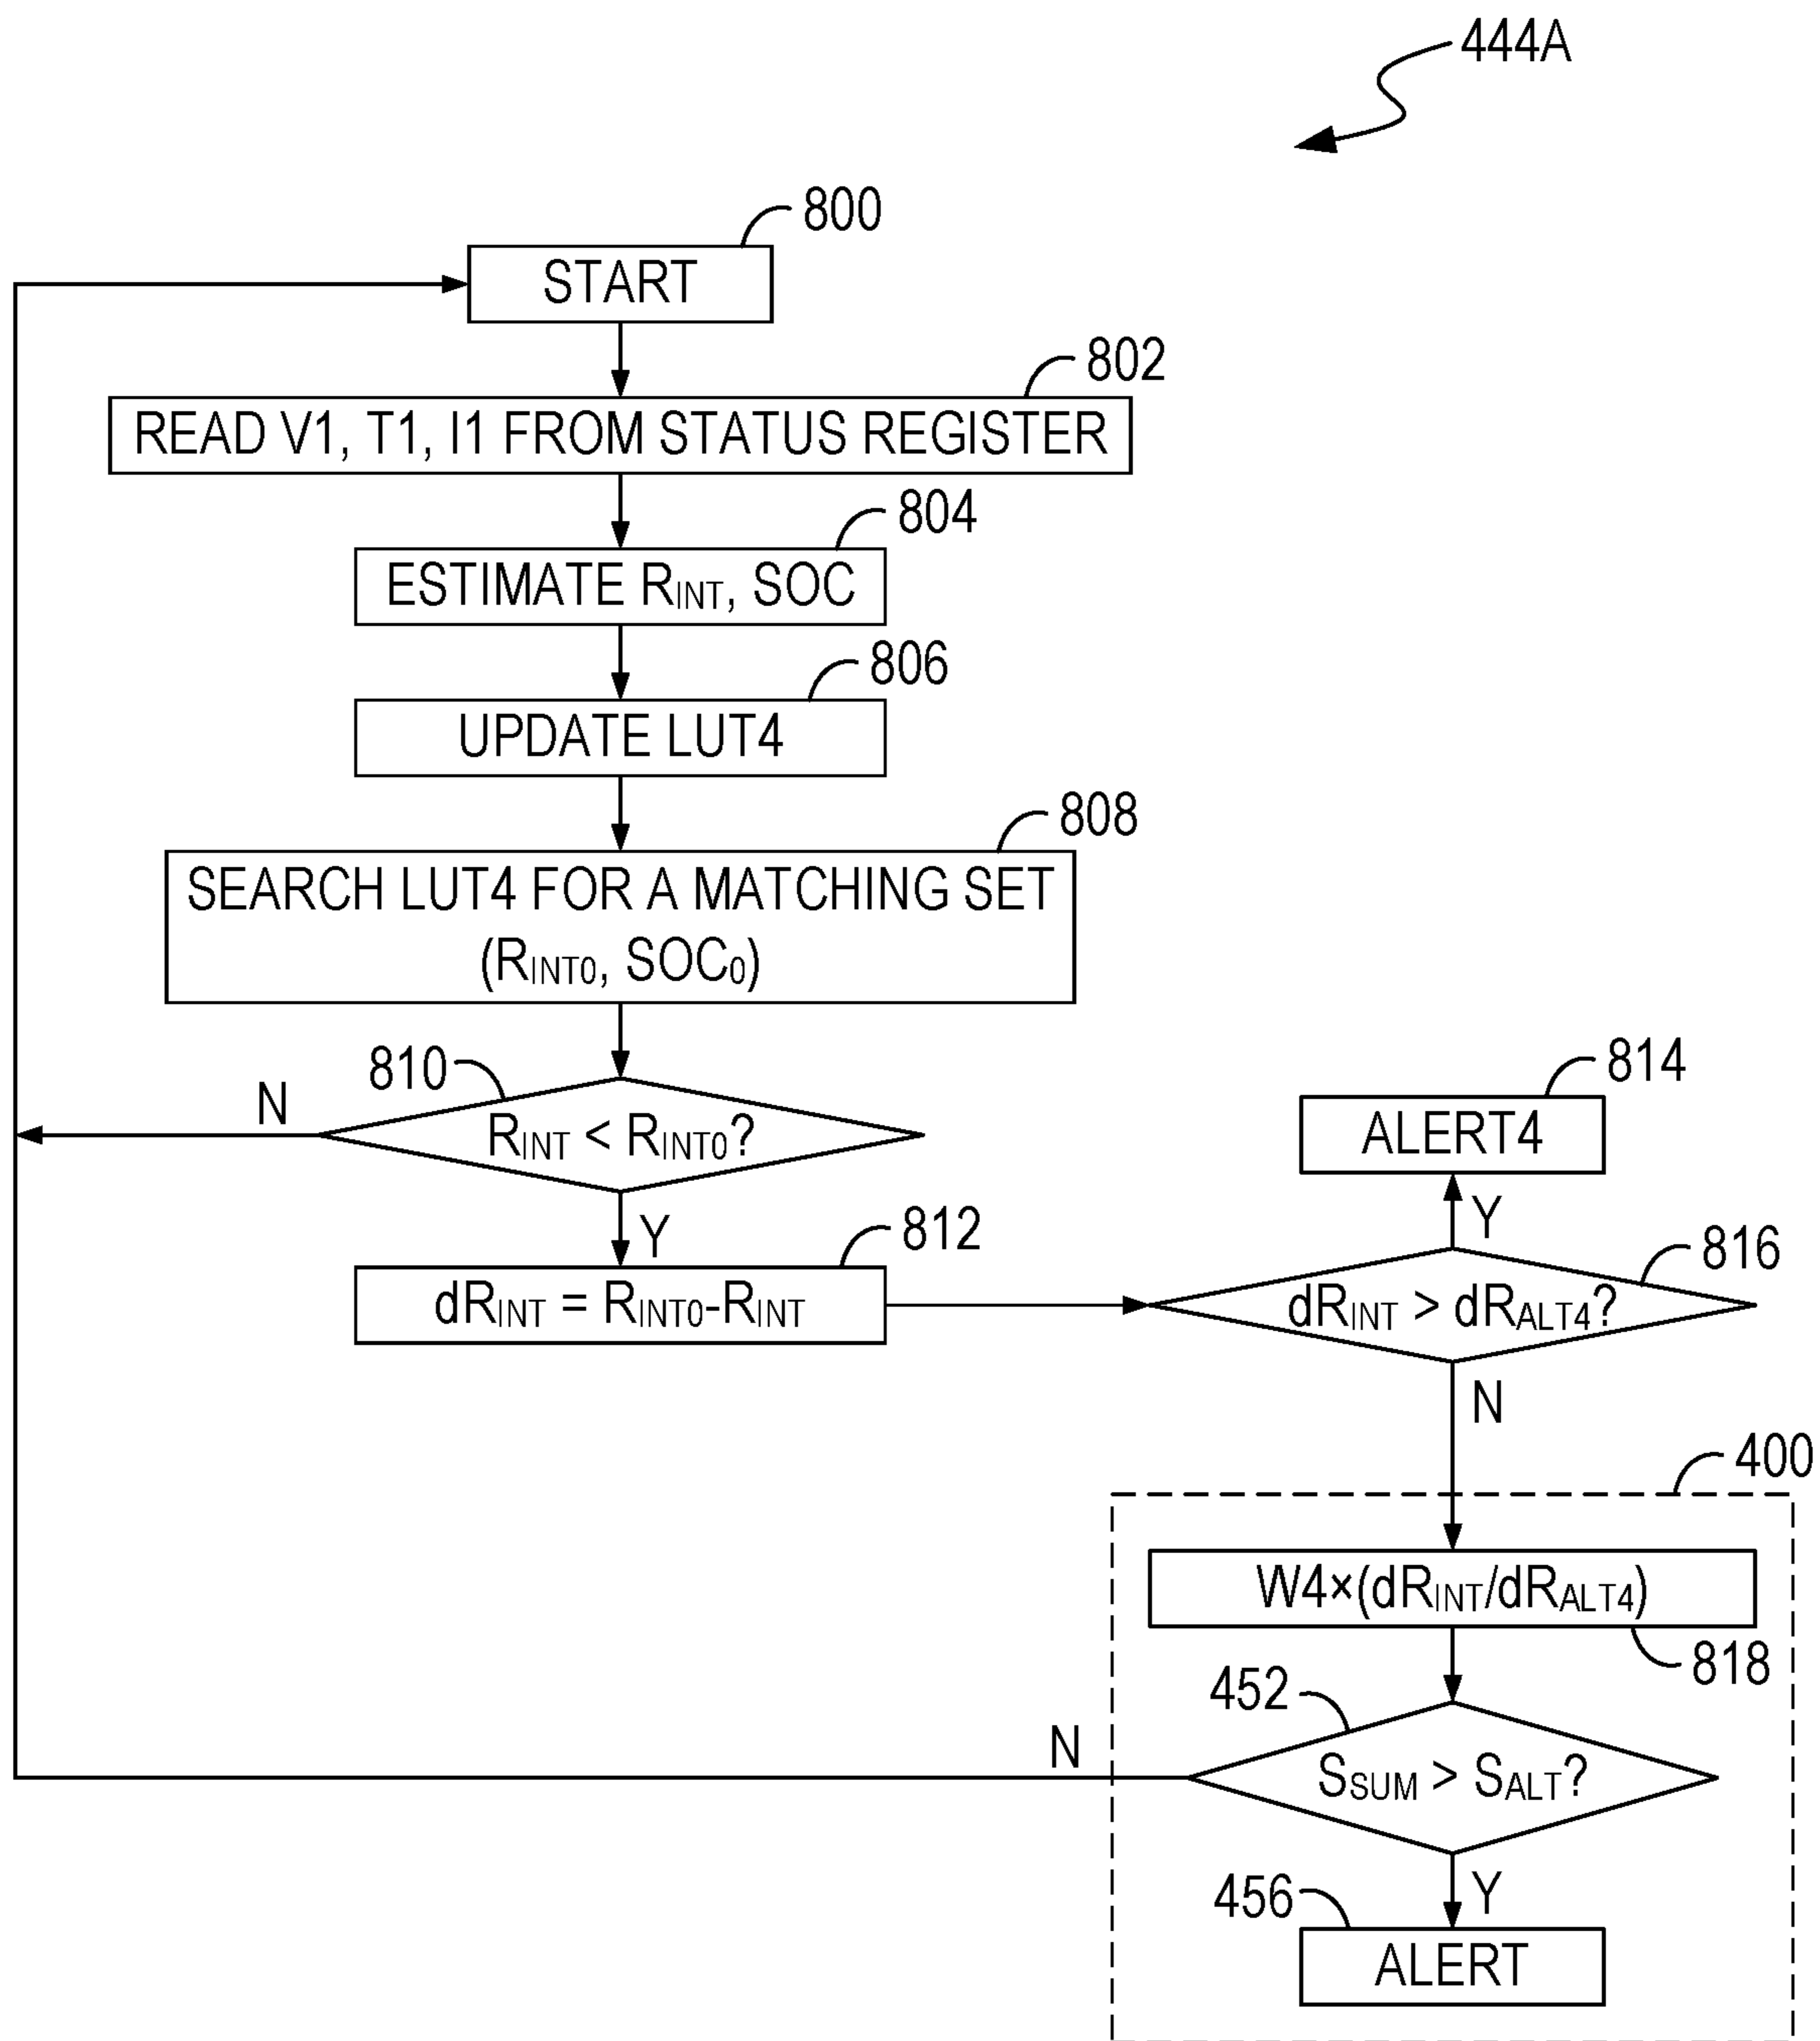 444A
800
START
802
READ V1, T1, I1 FROM STATUS REGISTER
804
ESTIMATE RINT, SOC
806
UPDATE LUT4
808
SEARCH LUT4 FOR A MATCHING SET
(RINT0, SOC0)
810
N
RINT < RINT0?
Y
812
dRINT = RINT0-RINT
814
ALERT4
Y
816
dRINT > dRALT4?
N
400
W4×(dRINT/dRALT4)
818
452
N
SSUM > SALT?
Y
456
ALERT